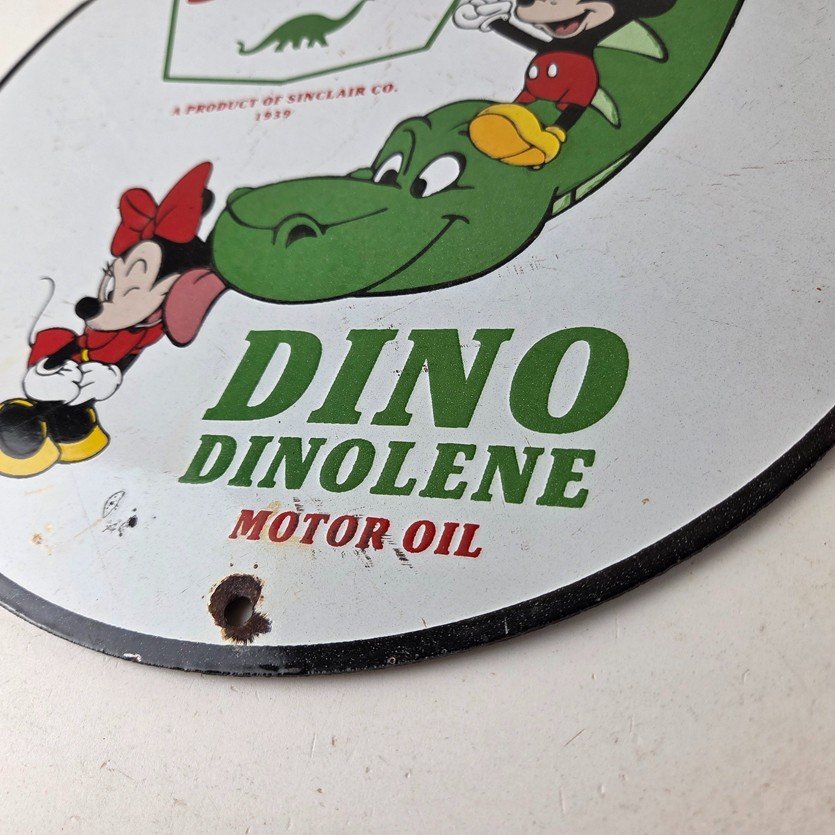 A PRODUCT OF SINCLAIR CO.
1939
DINO
DINOLENE
MOTOR OIL